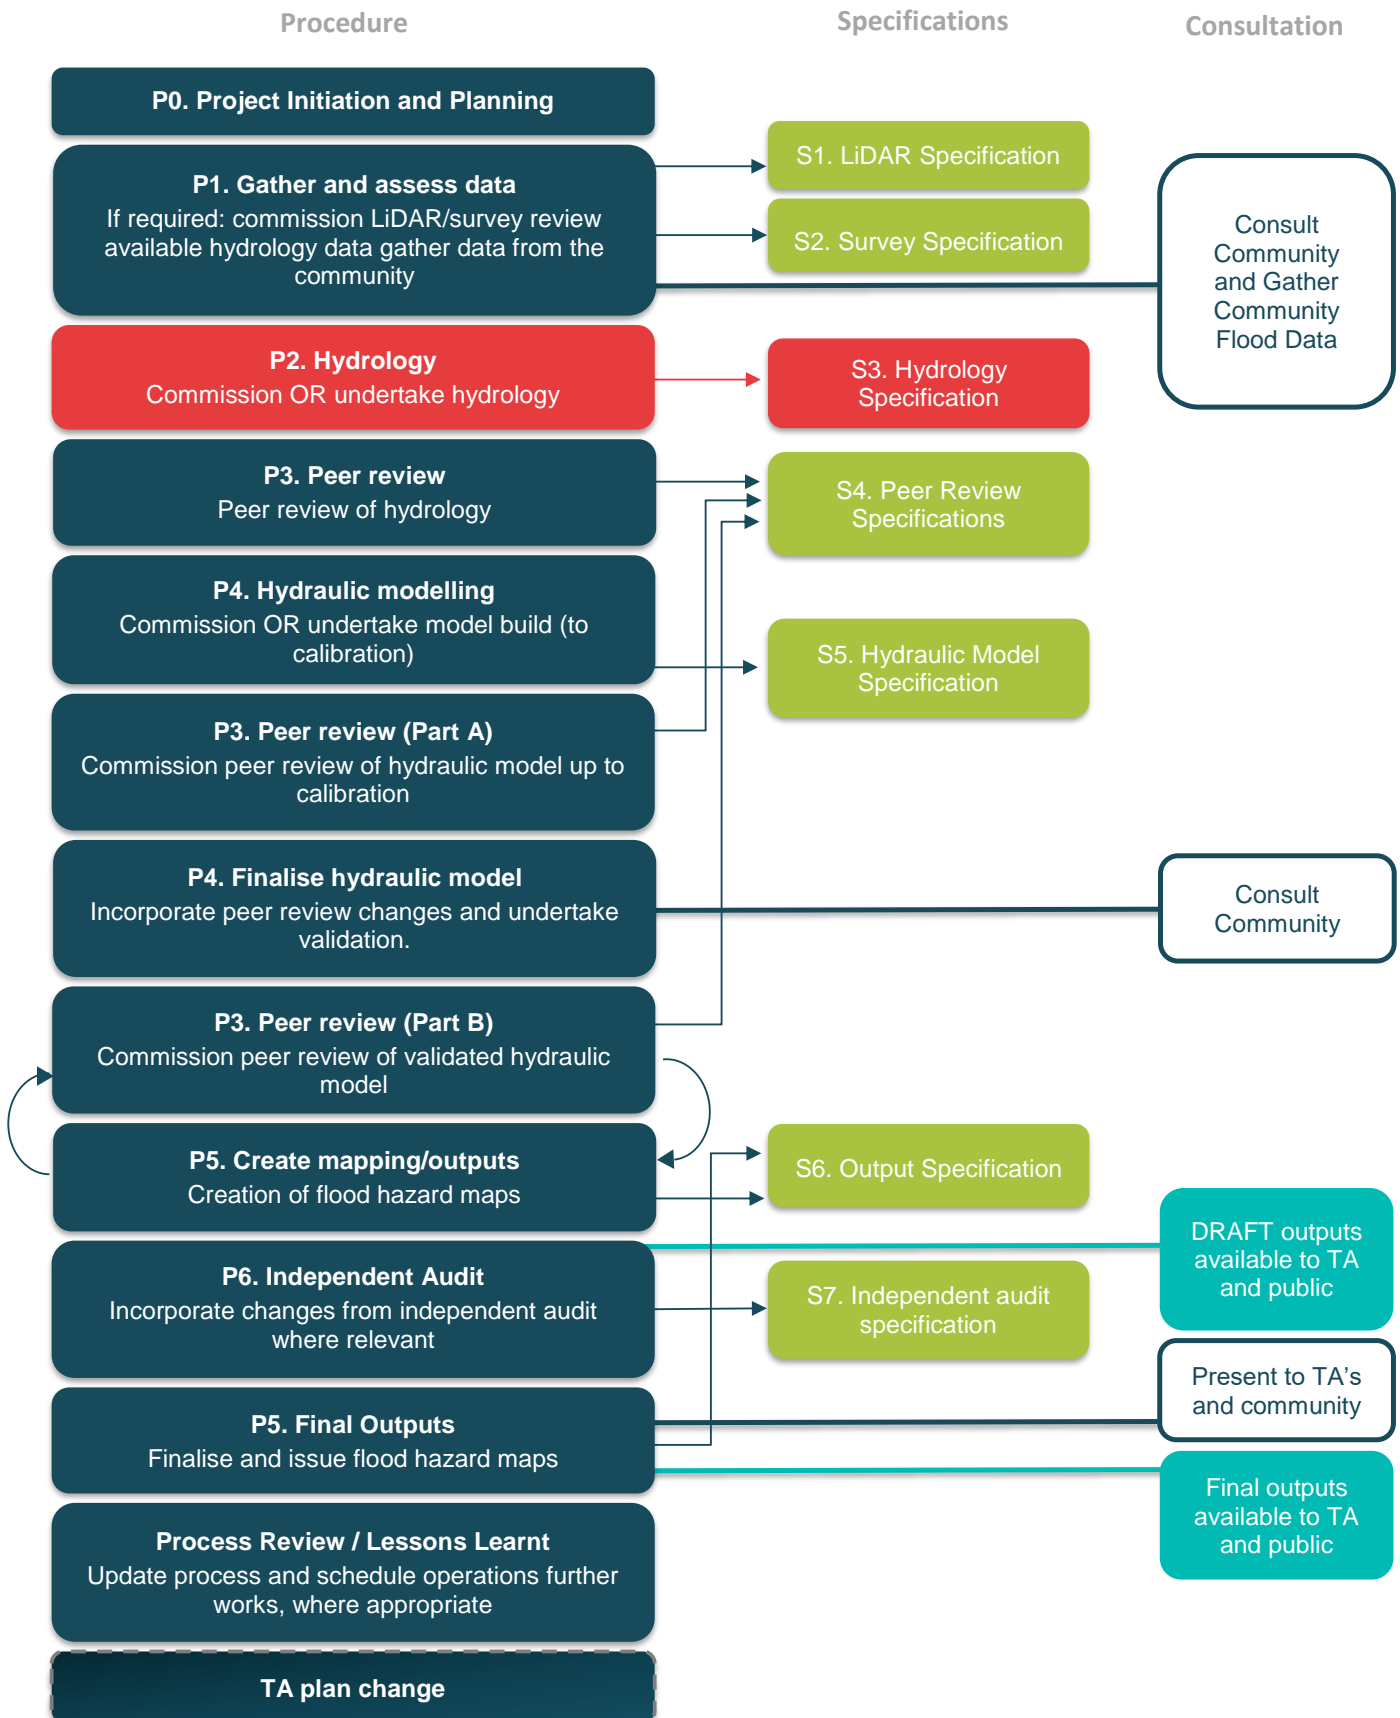 Procedure
Specifications
Consultation
P0. Project Initiation and Planning
P1. Gather and assess data
If required: commission LiDAR/survey review
available hydrology data gather data from the
community
S1. LiDAR Specification
S2. Survey Specification
Consult
Community
and Gather
Community
Flood Data
P2. Hydrology
Commission OR undertake hydrology
S3. Hydrology
Specification
P3. Peer review
Peer review of hydrology
S4. Peer Review
Specifications
P4. Hydraulic modelling
Commission OR undertake model build (to
calibration)
S5. Hydraulic Model
Specification
P3. Peer review (Part A)
Commission peer review of hydraulic model up to
calibration
P4. Finalise hydraulic model
Incorporate peer review changes and undertake
validation.
Consult
Community
P3. Peer review (Part B)
Commission peer review of validated hydraulic
model
P5. Create mapping/outputs
Creation of flood hazard maps
S6. Output Specification
DRAFT outputs
available to TA
and public
P6. Independent Audit
Incorporate changes from independent audit
where relevant
S7. Independent audit
specification
Present to TA's
and community
P5. Final Outputs
Finalise and issue flood hazard maps
Final outputs
available to TA
and public
Process Review / Lessons Learnt
Update process and schedule operations further
works, where appropriate
TA plan change